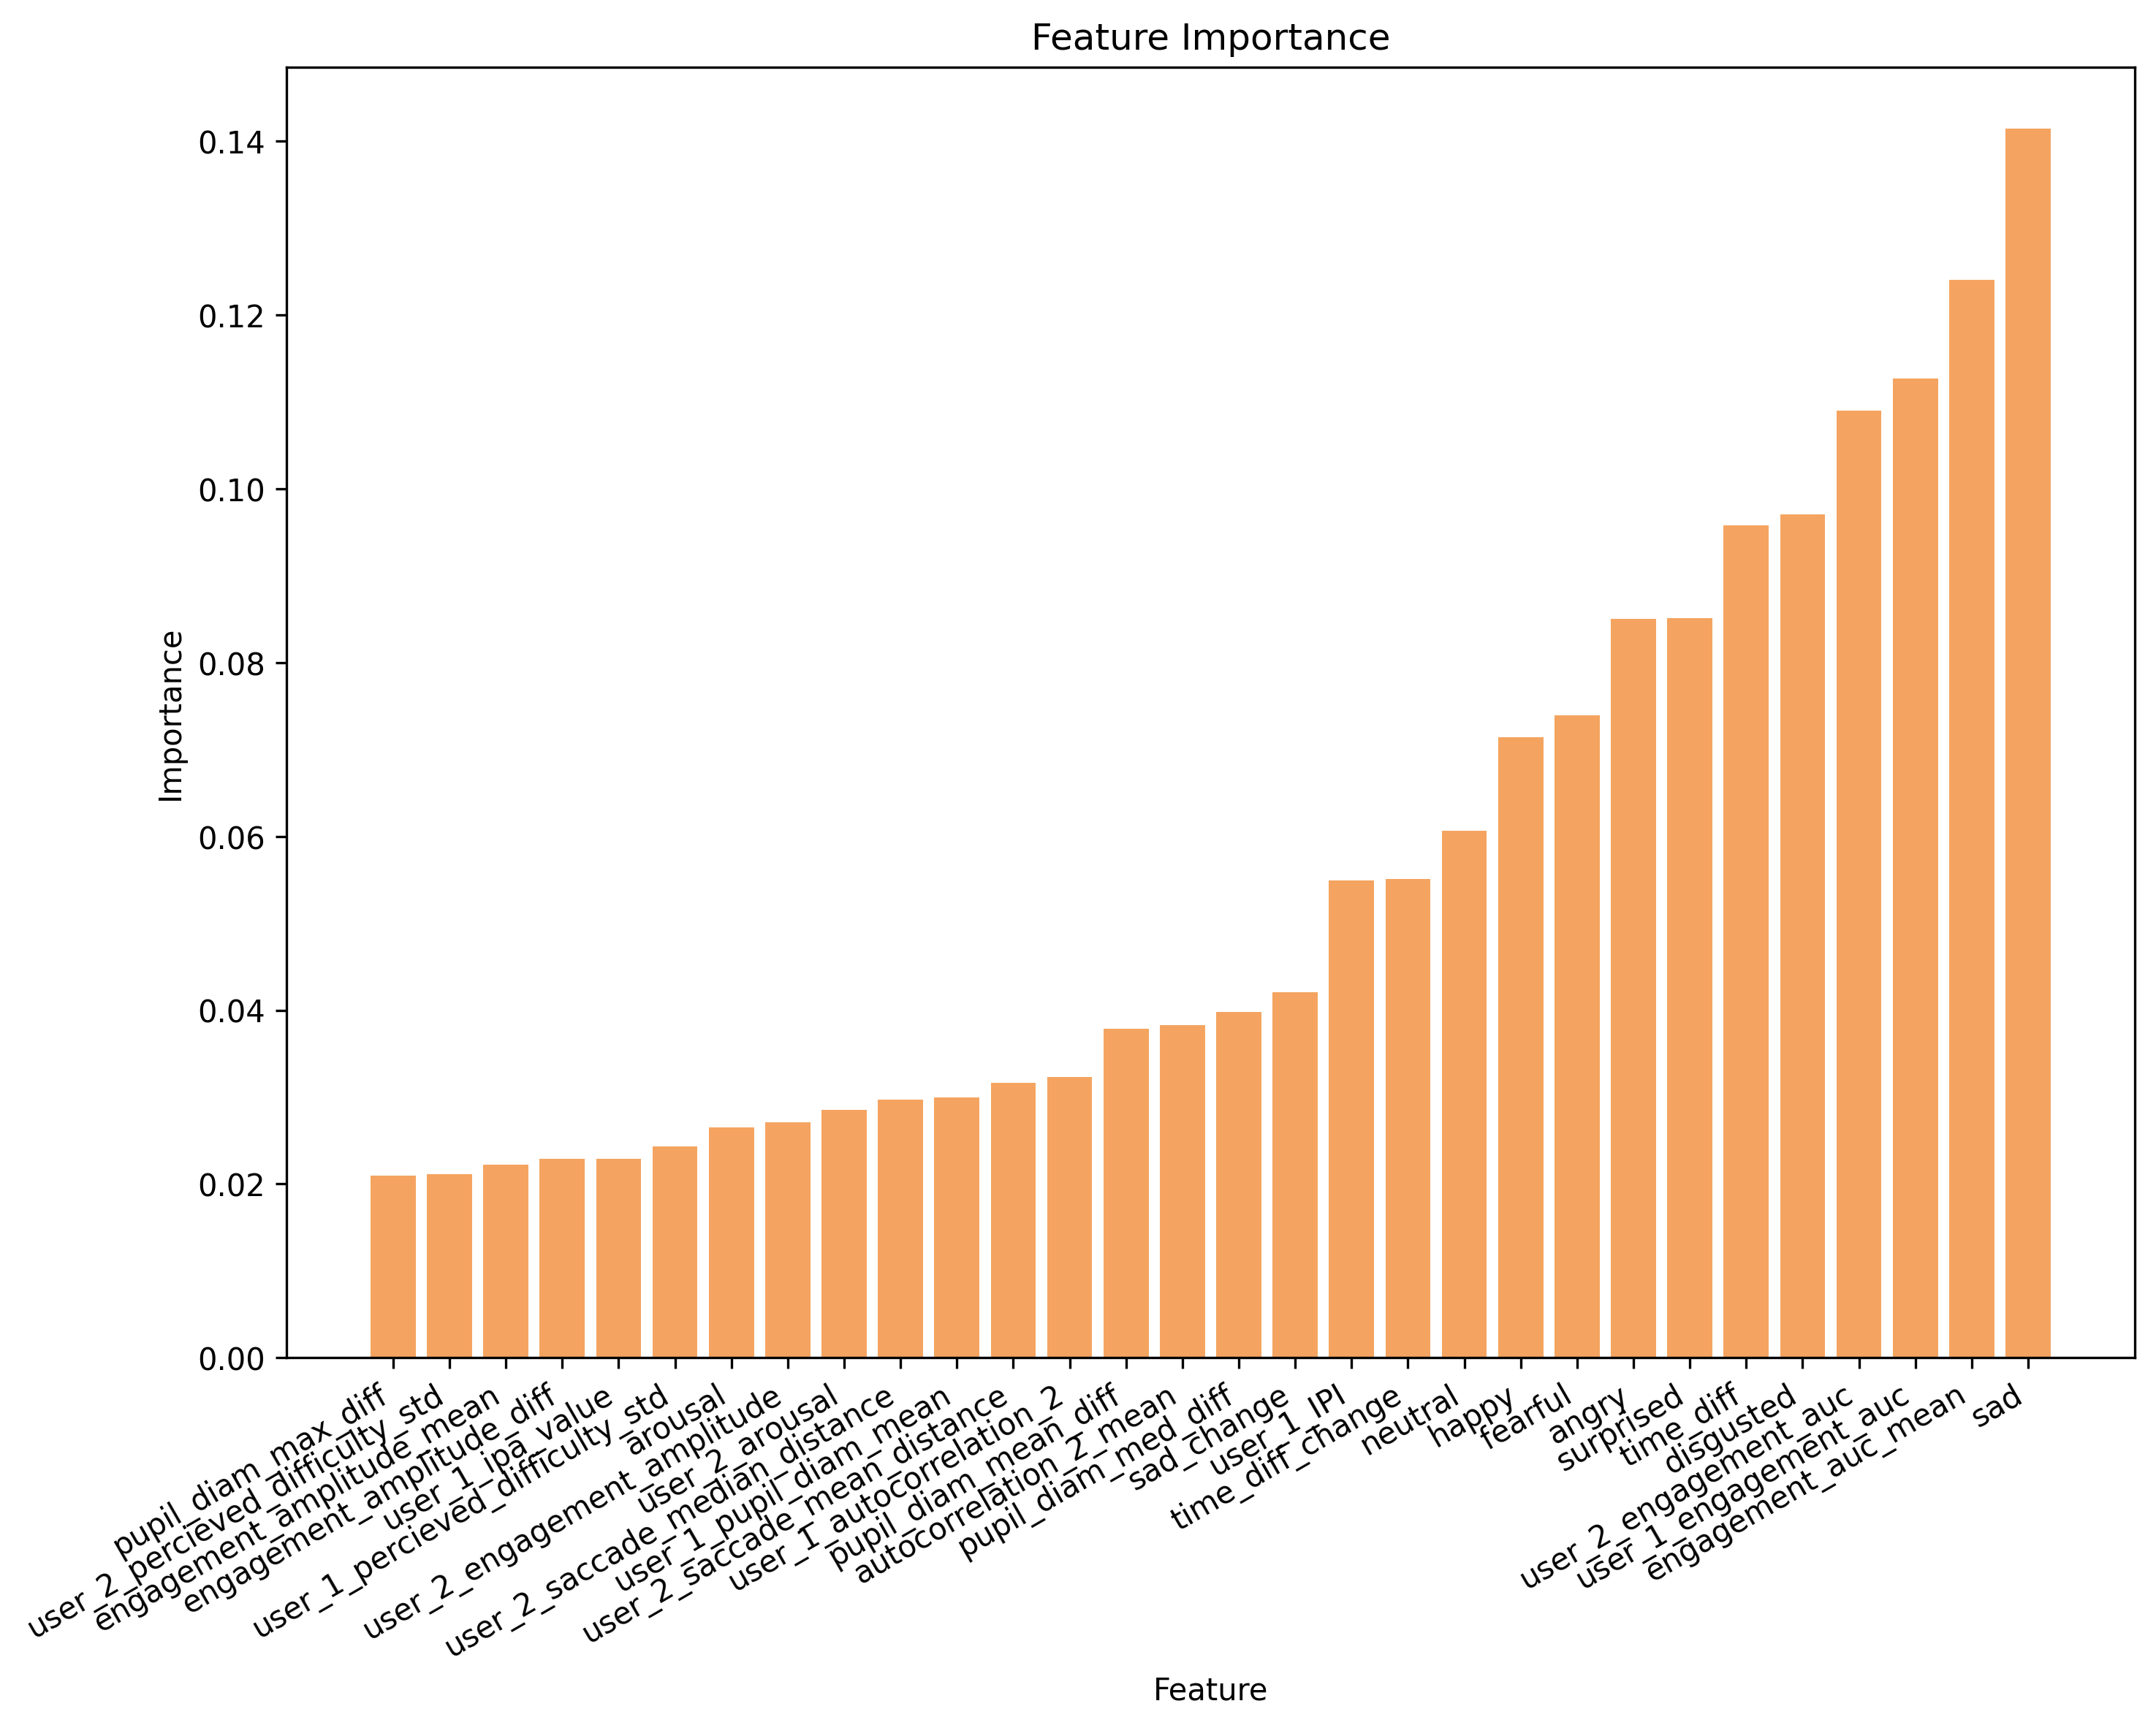 Feature Importance
Importance
0.14
0.12
0.10
0.08
0.06
0.04
0.02
0.00
pupil_diam_max_diff
user_2_percieved_difficulty_std
engagement_amplitude_mean
engagement_amplitude_diff
user_1_ipa_value
user_1_percieved_difficulty_std
arousal
user_2_engagement_amplitude
user_2_arousal
user_2_saccade_median_distance
user_1_pupil_diam_mean
user_2_saccade_mean_distance
user_1_autocorrelation_2
pupil_diam_mean_diff
autocorrelation_2_mean
pupil_diam_med_diff
sad_change
user_1_IPI
time_diff_change
neutral
happy
fearful
angry
surprised
time_diff
disgusted
user_2_engagement_auc
user_1_engagement_auc
engagement_auc_mean
sad
Feature